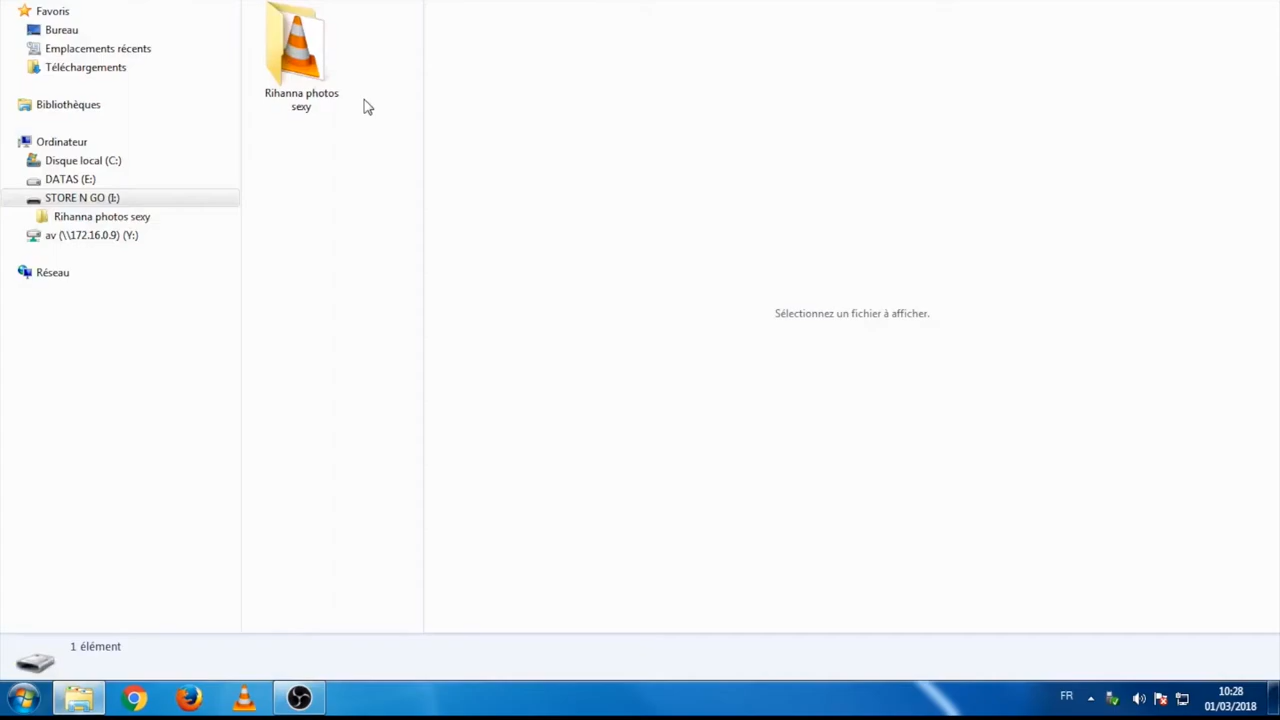 Favoris
Bureau
Emplacements récents
Téléchargements
Bibliothèques
Ordinateur
Disque local (C:)
DATAS (E:)
STORE N GO (I:)
Rihanna photos sexy
av (\\172.16.0.9) (Y:)
Réseau
Rihanna photos
sexy
Sélectionnez un fichier à afficher.
1 élément
FR
10:28
01/03/2018